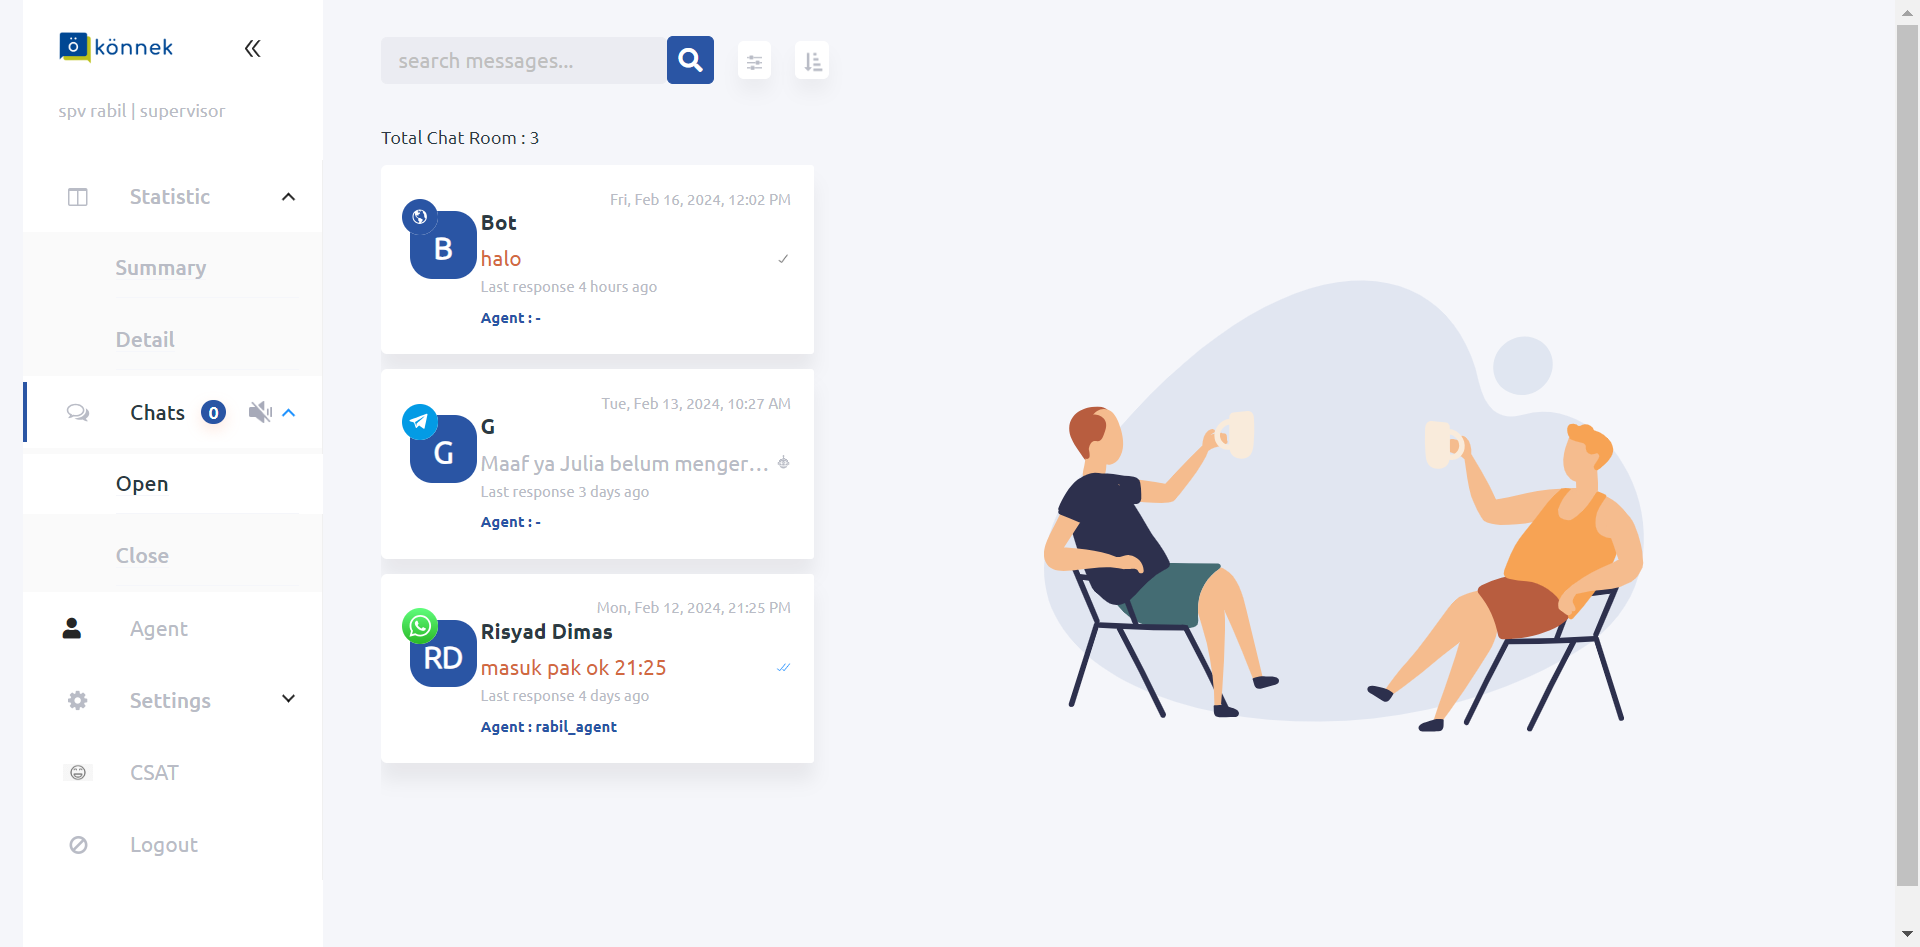 ö könnek
spv rabil | supervisor
Statistic
Summary
Detail
Chats 0
Open
Close
Agent
Settings
CSAT
Logout
search messages...
Total Chat Room : 3
Fri, Feb 16, 2024, 12:02 PM
B
Bot
halo
Last response 4 hours ago
Agent : -
Tue, Feb 13, 2024, 10:27 AM
G
G
Maaf ya Julia belum menger...
Last response 3 days ago
Agent : -
Mon, Feb 12, 2024, 21:25 PM
RD
Risyad Dimas
masuk pak ok 21:25
Last response 4 days ago
Agent : rabil_agent